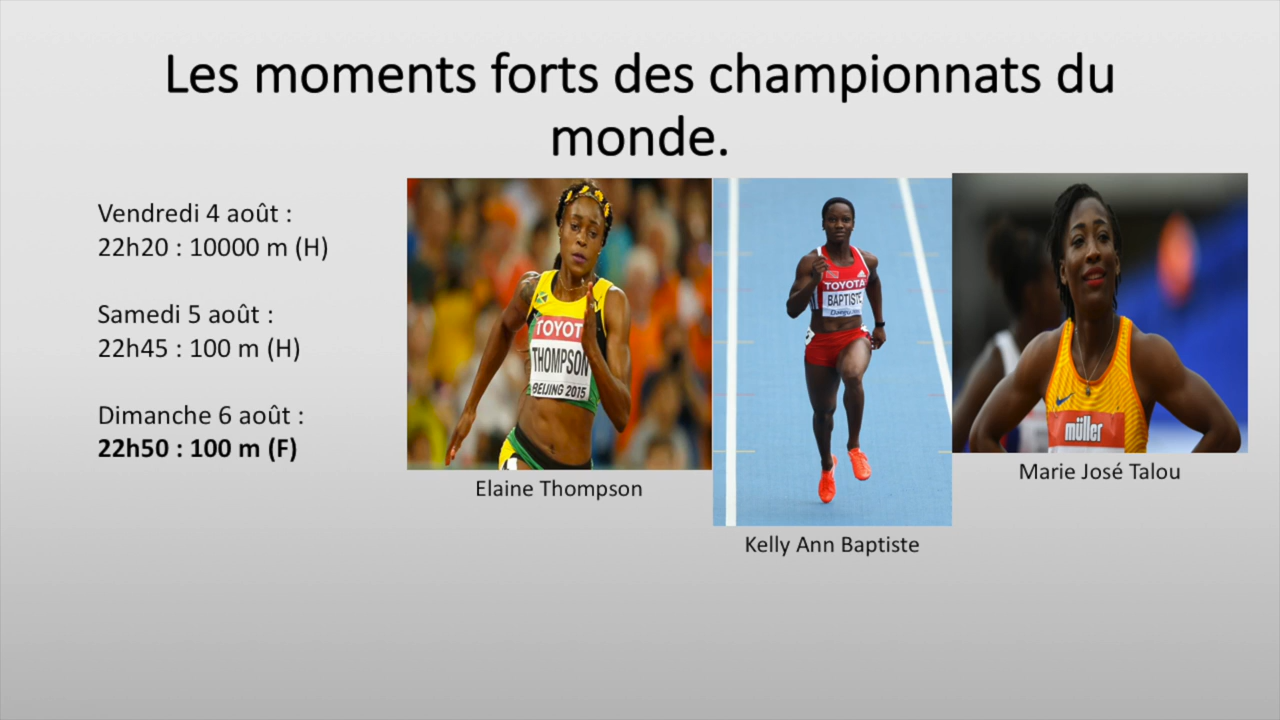 Les moments forts des championnats du
monde.
Vendredi 4 août :
22h20 : 10000 m (H)
Samedi 5 août :
22h45 : 100 m (H)
Dimanche 6 août :
22h50 : 100 m (F)
TOYOT
THOMPSON
BEIJING 2015
Elaine Thompson
TOYOTA
BAPTISTE
Kelly Ann Baptiste
müller
Marie José Talou